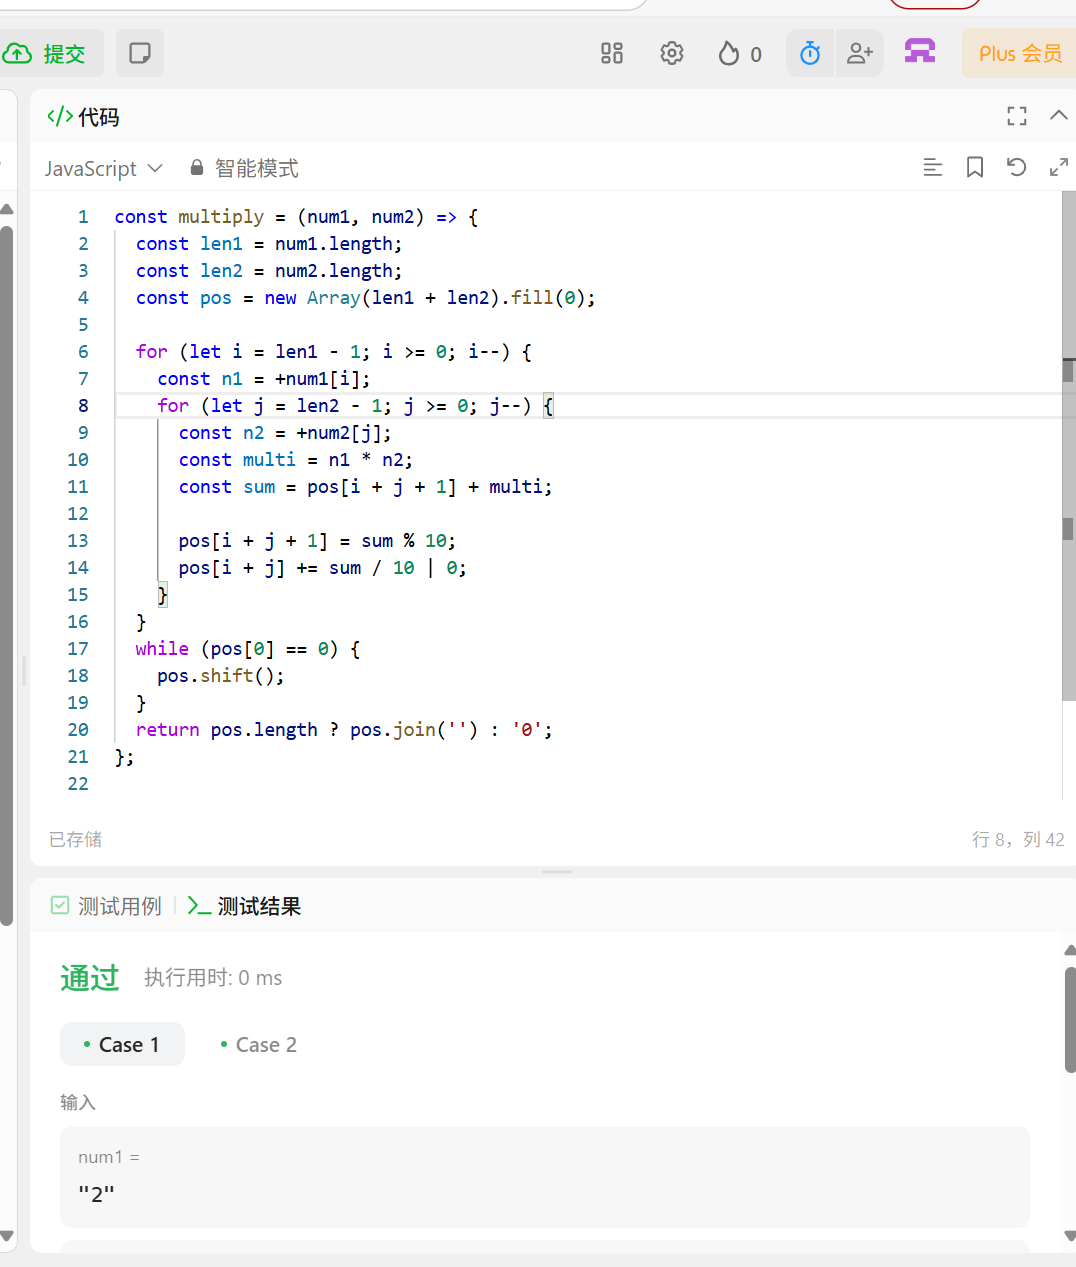 提交
0
Plus 会员
</> 代码
JavaScript 智能模式
1 const multiply = (num1, num2) => {
2   const len1 = num1.length;
3   const len2 = num2.length;
4   const pos = new Array(len1 + len2).fill(0);
5
6   for (let i = len1 - 1; i >= 0; i--) {
7     const n1 = +num1[i];
8     for (let j = len2 - 1; j >= 0; j--) {
9       const n2 = +num2[j];
10       const multi = n1 * n2;
11       const sum = pos[i + j + 1] + multi;
12
13       pos[i + j + 1] = sum % 10;
14       pos[i + j] += sum / 10 | 0;
15     }
16   }
17   while (pos[0] == 0) {
18     pos.shift();
19   }
20   return pos.length ? pos.join('') : '0';
21 };
22
已存储 行 8，列 42
测试用例 >_ 测试结果
通过 执行用时: 0 ms
• Case 1 • Case 2
输入
num1 =
"2"